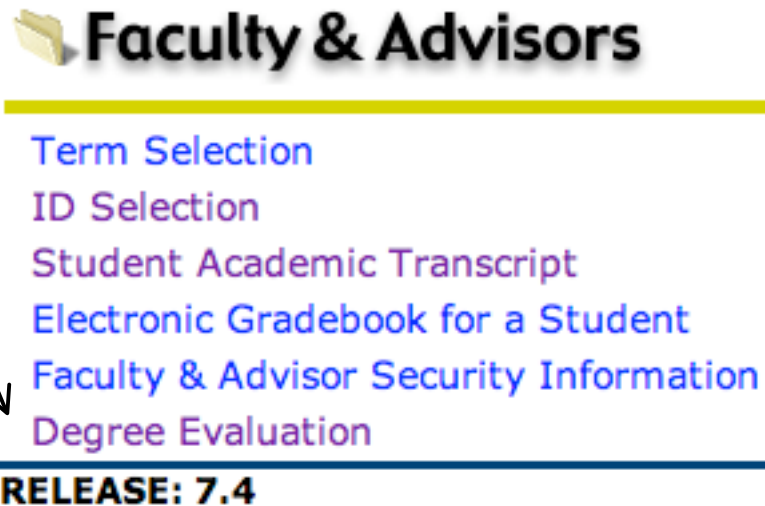 Faculty & Advisors
Term Selection
ID Selection
Student Academic Transcript
Electronic Gradebook for a Student
Faculty & Advisor Security Information
Degree Evaluation
RELEASE: 7.4